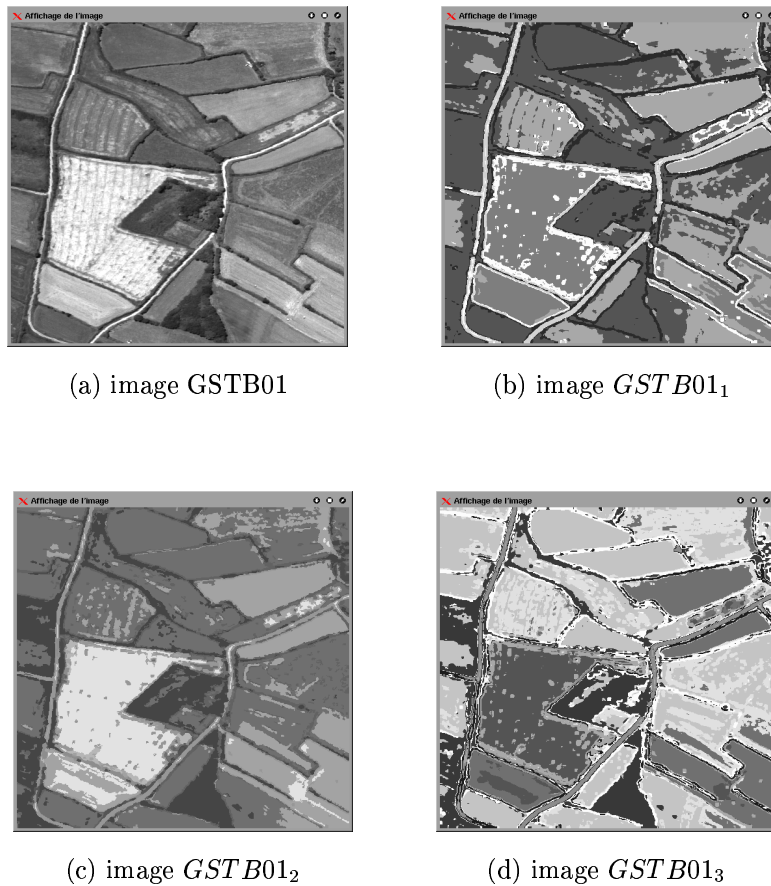 Affichage de l'image
Affichage de l'image
(a) image GSTB01
(b) image GSTB01₁
Affichage de l'image
Affichage de l'image
(c) image GSTB01₂
(d) image GSTB01₃